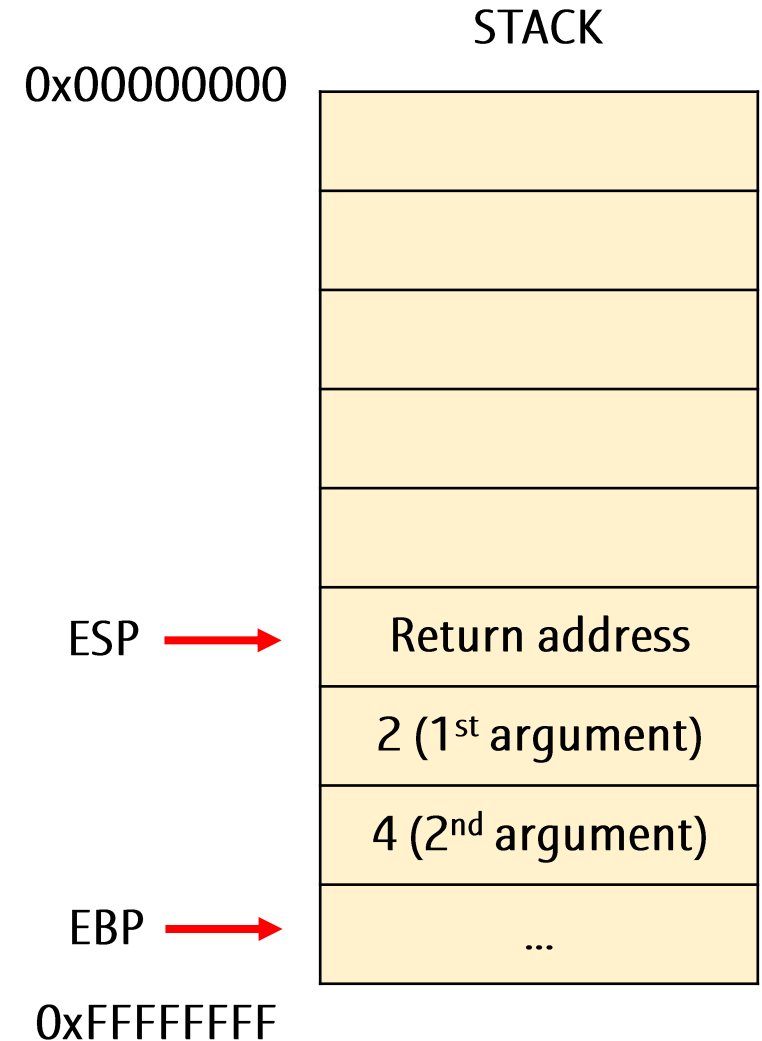 STACK
0x00000000
ESP
Return address
2 (1st argument)
4 (2nd argument)
EBP
...
0xFFFFFFFF